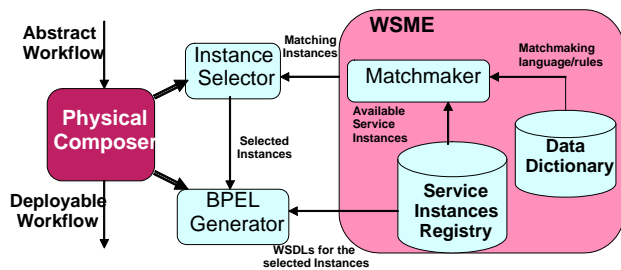 Abstract
Workflow
Physical
Composer
Deployable
Workflow
Instance
Selector
Matching
Instances
Selected
Instances
BPEL
Generator
WSDLs for the
selected Instances
WSME
Matchmaker
Matchmaking
language/rules
Available
Service
Instances
Data
Dictionary
Service
Instances
Registry